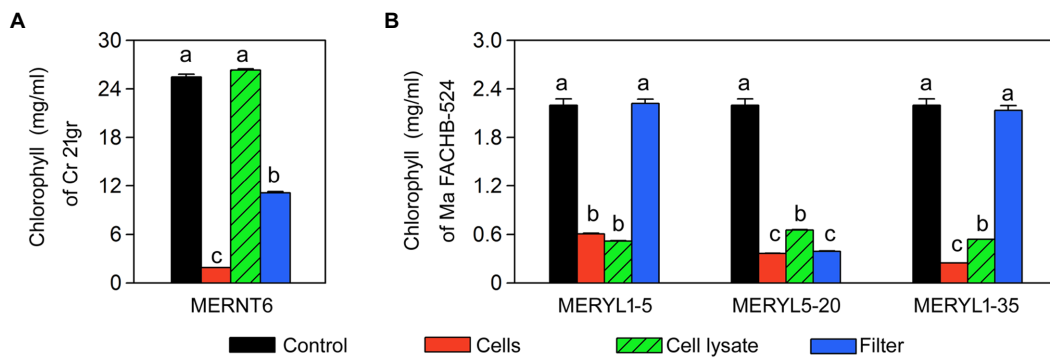 A
B
Chlorophyll (mg/ml)
of Cr 21gr
30
24
18
12
6
0
a
c
a
b
MERNT6
Chlorophyll (mg/ml)
of Ma FACHB-524
3.0
2.4
1.8
1.2
0.6
0
a
b
b
a
a
c
b
c
a
c
b
a
MERYL1-5
MERYL5-20
MERYL1-35
Control
Cells
Cell lysate
Filter